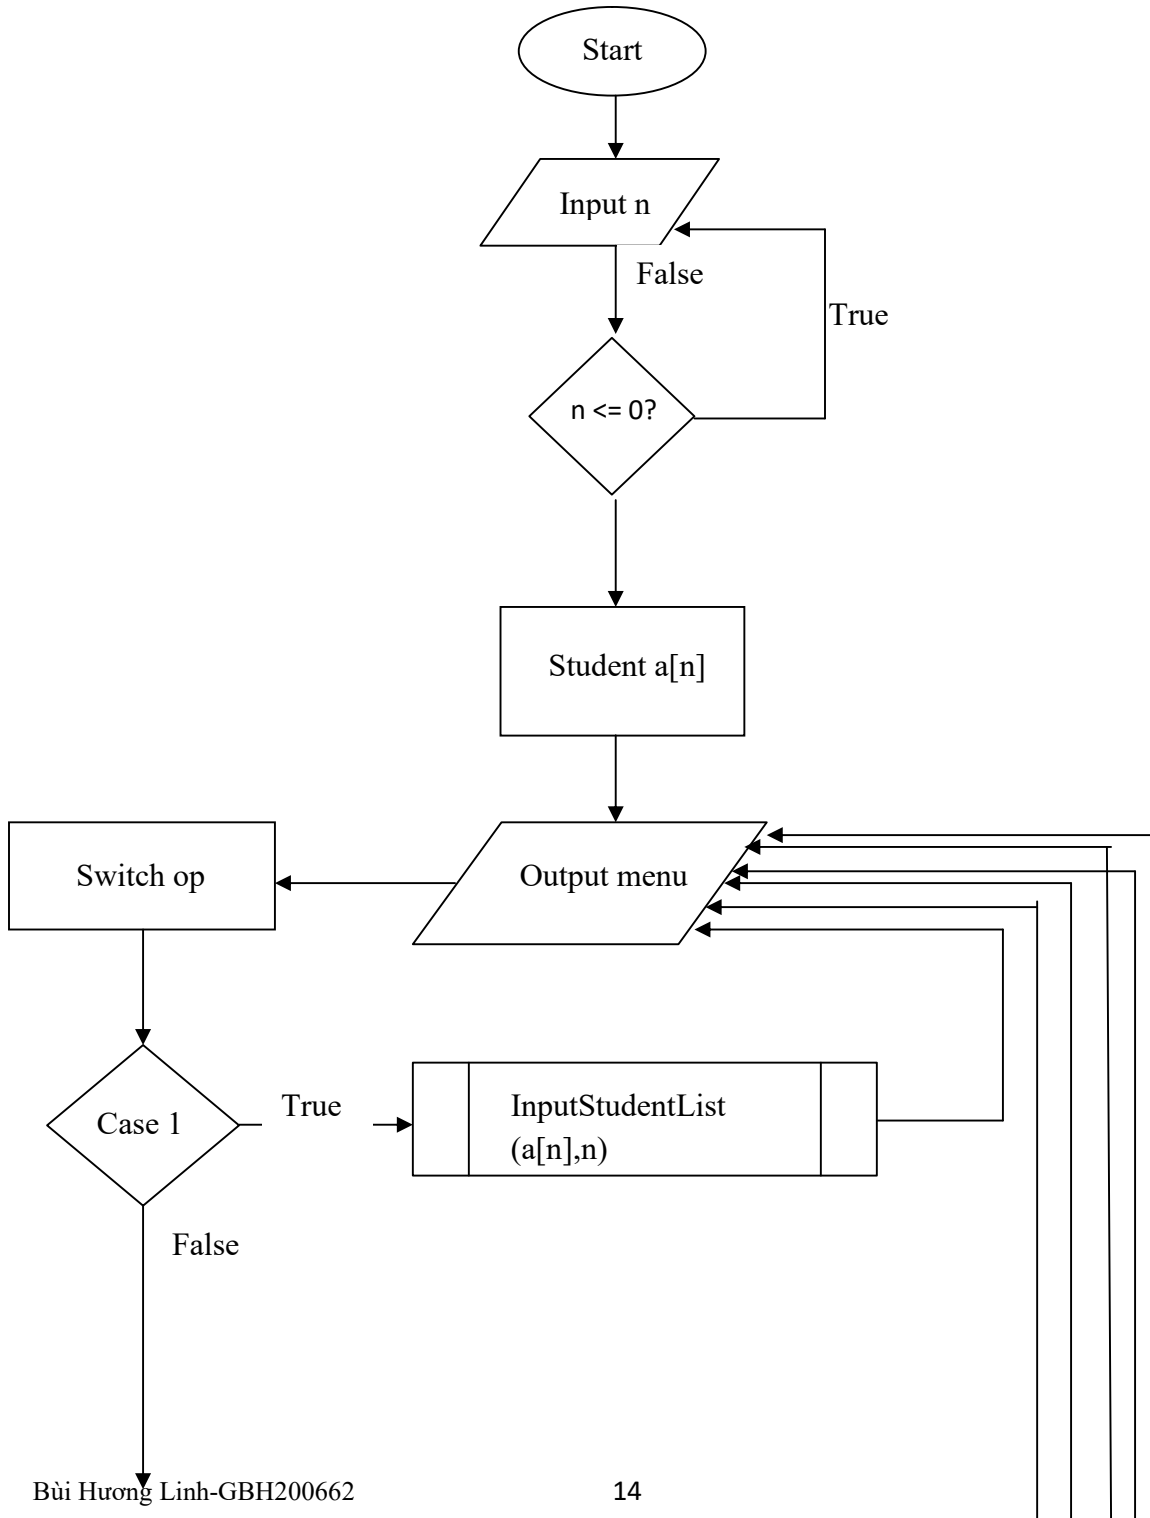 Start
Input n
False
True
n <= 0?
Student a[n]
Switch op
Output menu
Case 1
True
InputStudentList
(a[n],n)
False
Bùi Hương Linh-GBH200662
14